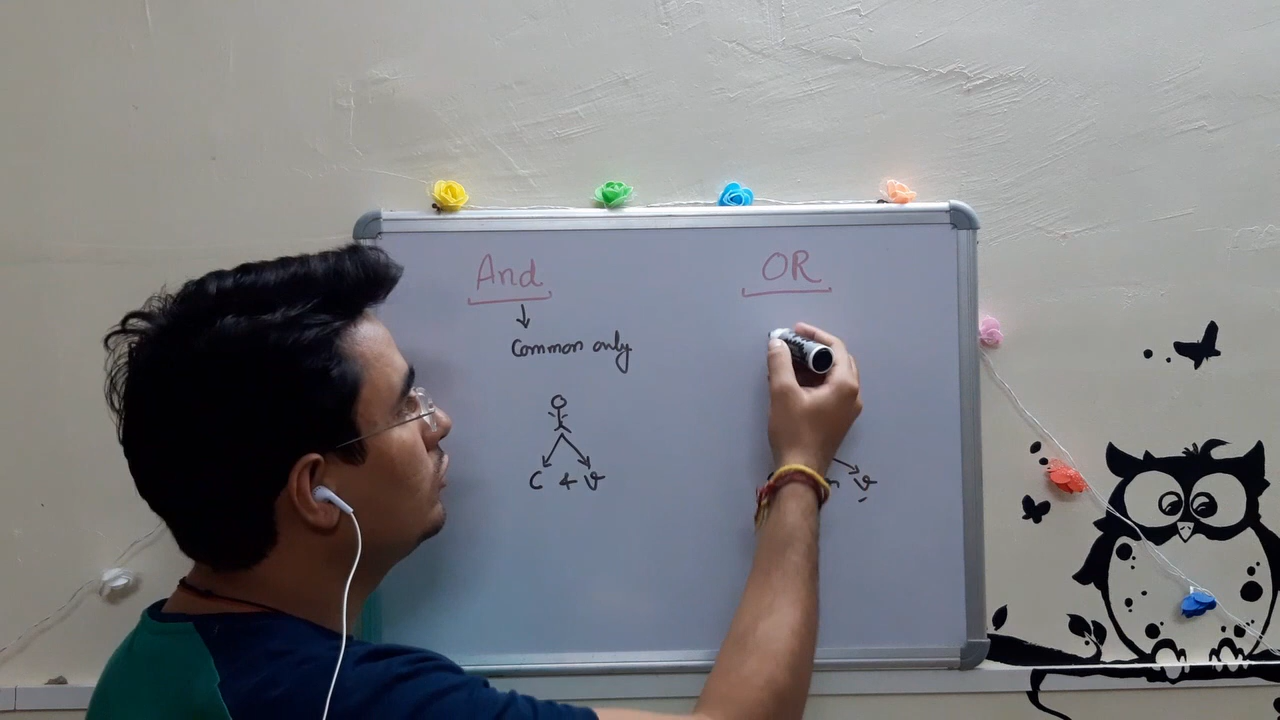 And
OR
Common only
C & V
V